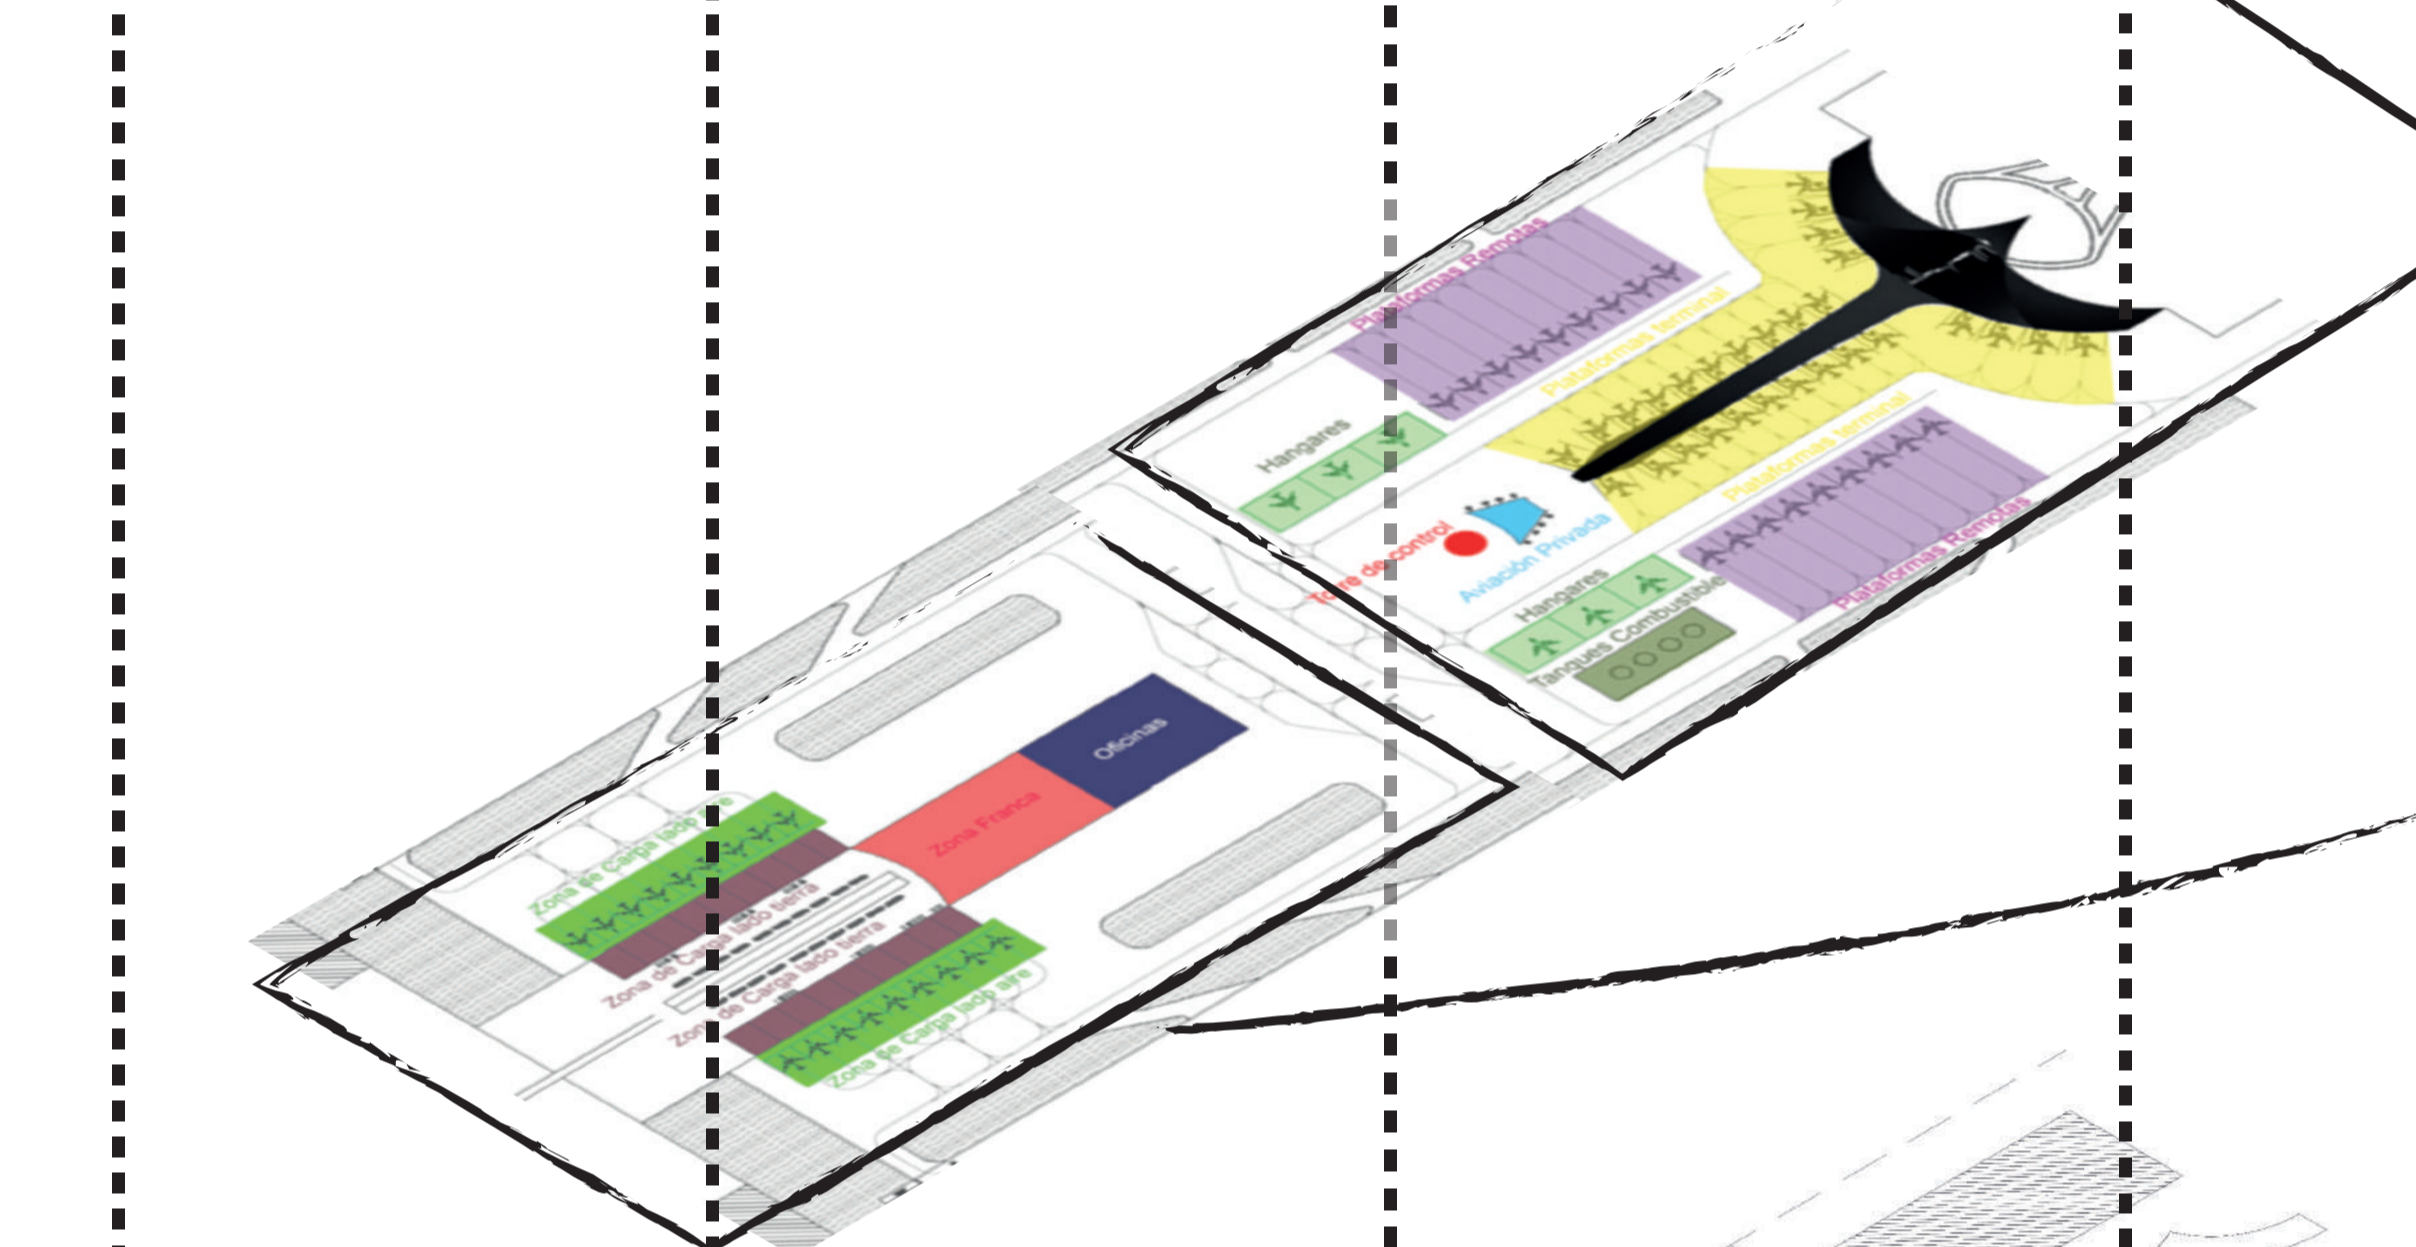 Plataformas Remotas
Plataformas terminal
Hangares
Plataformas terminal
Torre de control
Aviación Privada
Plataformas Remotas
Hangares
Tanques Combustible
Oficinas
Zona Franca
Zona de Carga lado aire
Zona de Carga lado tierra
Zona de Carga lado tierra
Zona de Carga lado aire